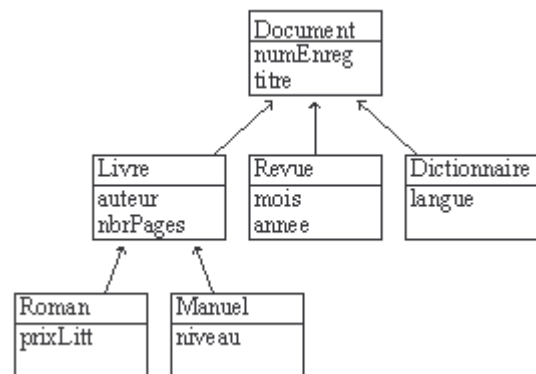 Document
numEnreg
titre
Livre
auteur
nbrPages
Revue
mois
annee
Dictionnaire
langue
Roman
prixLitt
Manuel
niveau